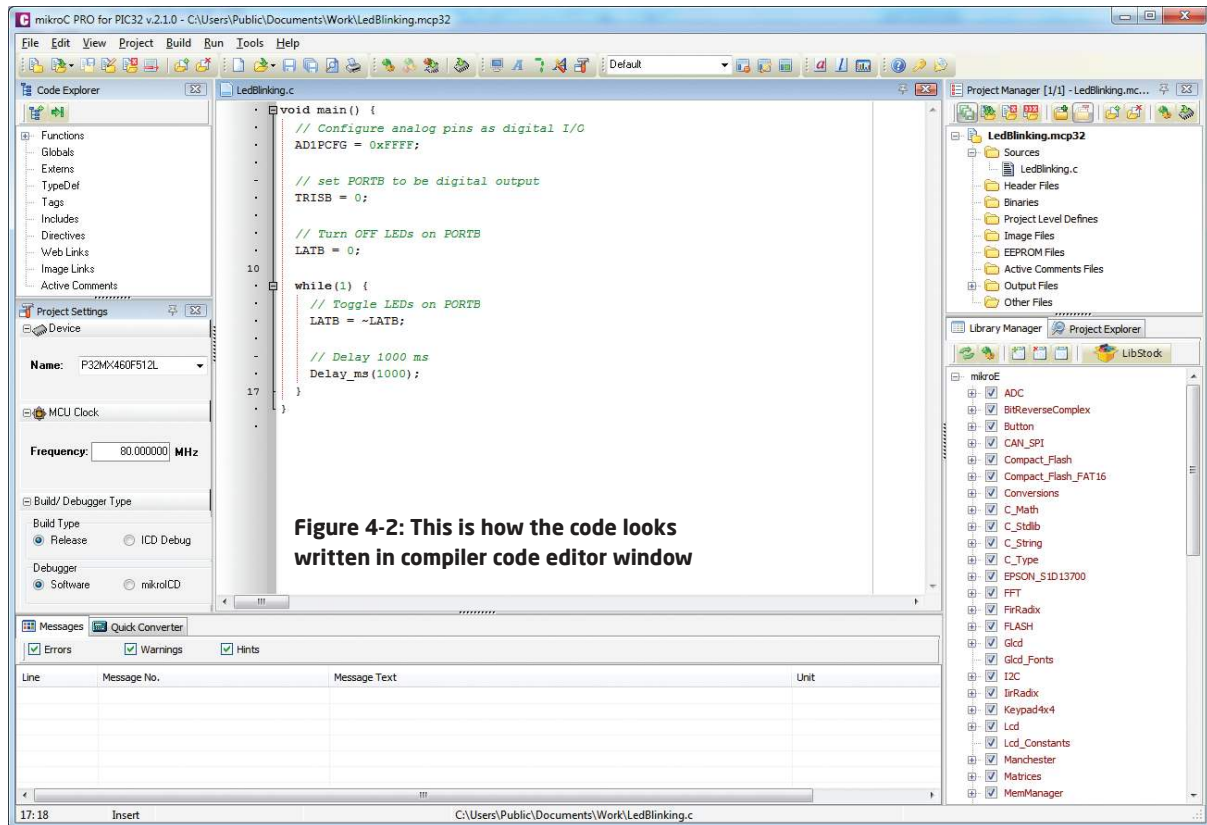 mikroC PRO for PIC32 v.2.1.0 - C:\Users\Public\Documents\Work\LedBlinking.mcp32
File Edit View Project Build Run Tools Help
Default
Code Explorer
Functions
Globals
Externs
TypeDef
Tags
Includes
Directives
Web Links
Image Links
Active Comments
Project Settings
Device
Name: P32MX460F512L
MCU Clock
Frequency: 80.000000 MHz
Build/ Debugger Type
Build Type
Release ICD Debug
Debugger
Software mikroICD
LedBlinking.c
void main() {
// Configure analog pins as digital I/O
AD1PCFG = 0xFFFF;
// set PORTB to be digital output
TRISB = 0;
// Turn OFF LEDs on PORTB
LATB = 0;
10
while(1) {
// Toggle LEDs on PORTB
LATB = ~LATB;
// Delay 1000 ms
Delay_ms(1000);
17 }
}
Figure 4-2: This is how the code looks
written in compiler code editor window
Project Manager [1/1] - LedBlinking.mc...
LedBlinking.mcp32
Sources
LedBlinking.c
Header Files
Binaries
Project Level Defines
Image Files
EEPROM Files
Active Comments Files
Output Files
Other Files
Library Manager Project Explorer
LibStock
mikroE
ADC
BitReverseComplex
Button
CAN_SPI
Compact_Flash
Compact_Flash_FAT16
Conversions
C_Math
C_Stdlib
C_String
C_Type
EPSON_S1D13700
FFT
FirRadix
FLASH
Glcd
Glcd_Fonts
I2C
IirRadix
Keypad4x4
Lcd
Lcd_Constants
Manchester
Matrices
MemManager
Messages Quick Converter
Errors Warnings Hints
Line Message No. Message Text Unit
17: 18 Insert C:\Users\Public\Documents\Work\LedBlinking.c